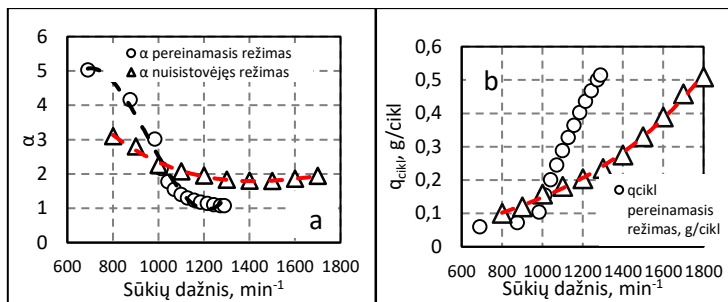 6
5
4
3
2
1
0
α
α pereinamasis režimas
α nuisistovėjęs režimas
a
600 800 1000 1200 1400 1600 1800
Sūkių dažnis, min-1
0,6
0,5
0,4
0,3
0,2
0,1
0
qcikl, g/cikl
b
qcikl
pereinamasis
režimas, g/cikl
600 800 1000 1200 1400 1600 1800
Sūkių dažnis, min-1